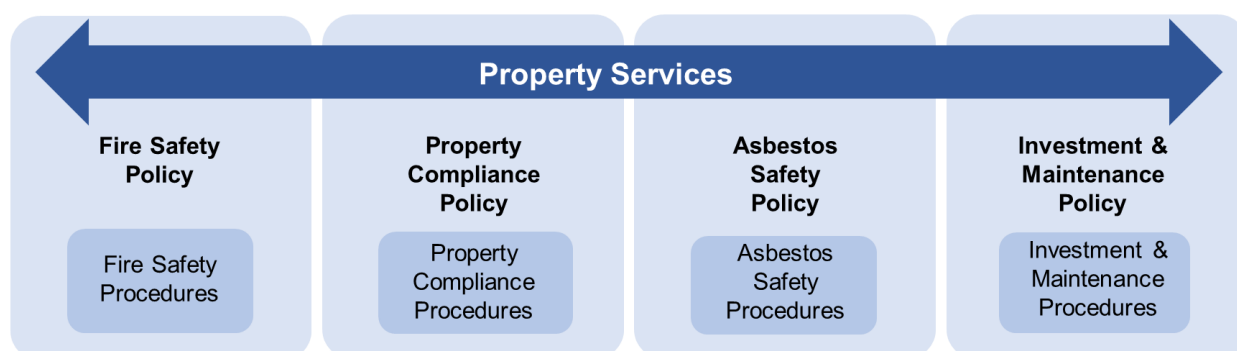 Property Services
Fire Safety
Policy
Fire Safety
Procedures
Property
Compliance
Policy
Property
Compliance
Procedures
Asbestos
Safety
Policy
Asbestos
Safety
Procedures
Investment &
Maintenance
Policy
Investment &
Maintenance
Procedures